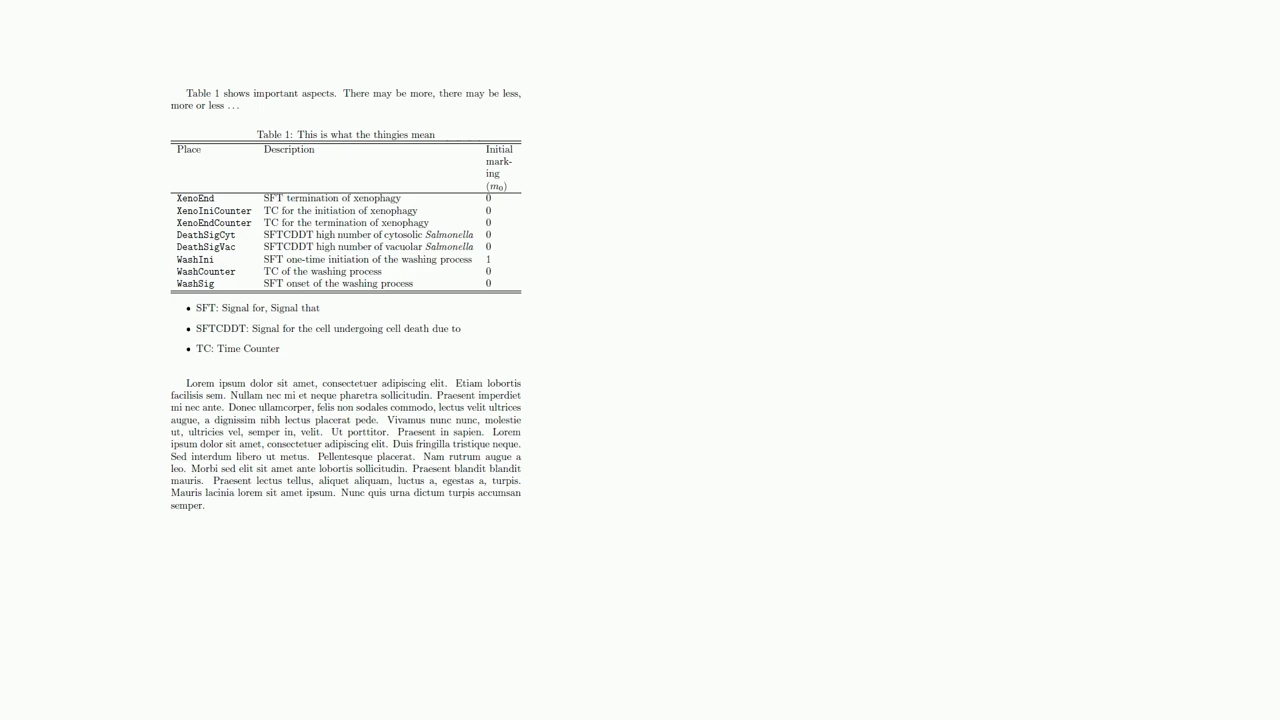 Table 1 shows important aspects. There may be more, there may be less,
more or less . . .
Table 1: This is what the thingies mean
Place Description Initial
mark-
ing
(m₀)
XenoEnd SFT termination of xenophagy 0
XenoIniCounter TC for the initiation of xenophagy 0
XenoEndCounter TC for the termination of xenophagy 0
DeathSigCyt SFTCDDT high number of cytosolic Salmonella 0
DeathSigVac SFTCDDT high number of vacuolar Salmonella 0
WashIni SFT one-time initiation of the washing process 1
WashCounter TC of the washing process 0
WashSig SFT onset of the washing process 0
• SFT: Signal for, Signal that
• SFTCDDT: Signal for the cell undergoing cell death due to
• TC: Time Counter
Lorem ipsum dolor sit amet, consectetuer adipiscing elit. Etiam lobortis
facilisis sem. Nullam nec mi et neque pharetra sollicitudin. Praesent imperdiet
mi nec ante. Donec ullamcorper, felis non sodales commodo, lectus velit ultrices
augue, a dignissim nibh lectus placerat pede. Vivamus nunc nunc, molestie
ut, ultricies vel, semper in, velit. Ut porttitor. Praesent in sapien. Lorem
ipsum dolor sit amet, consectetuer adipiscing elit. Duis fringilla tristique neque.
Sed interdum libero ut metus. Pellentesque placerat. Nam rutrum augue a
leo. Morbi sed elit sit amet ante lobortis sollicitudin. Praesent blandit blandit
mauris. Praesent lectus tellus, aliquet aliquam, luctus a, egestas a, turpis.
Mauris lacinia lorem sit amet ipsum. Nunc quis urna dictum turpis accumsan
semper.